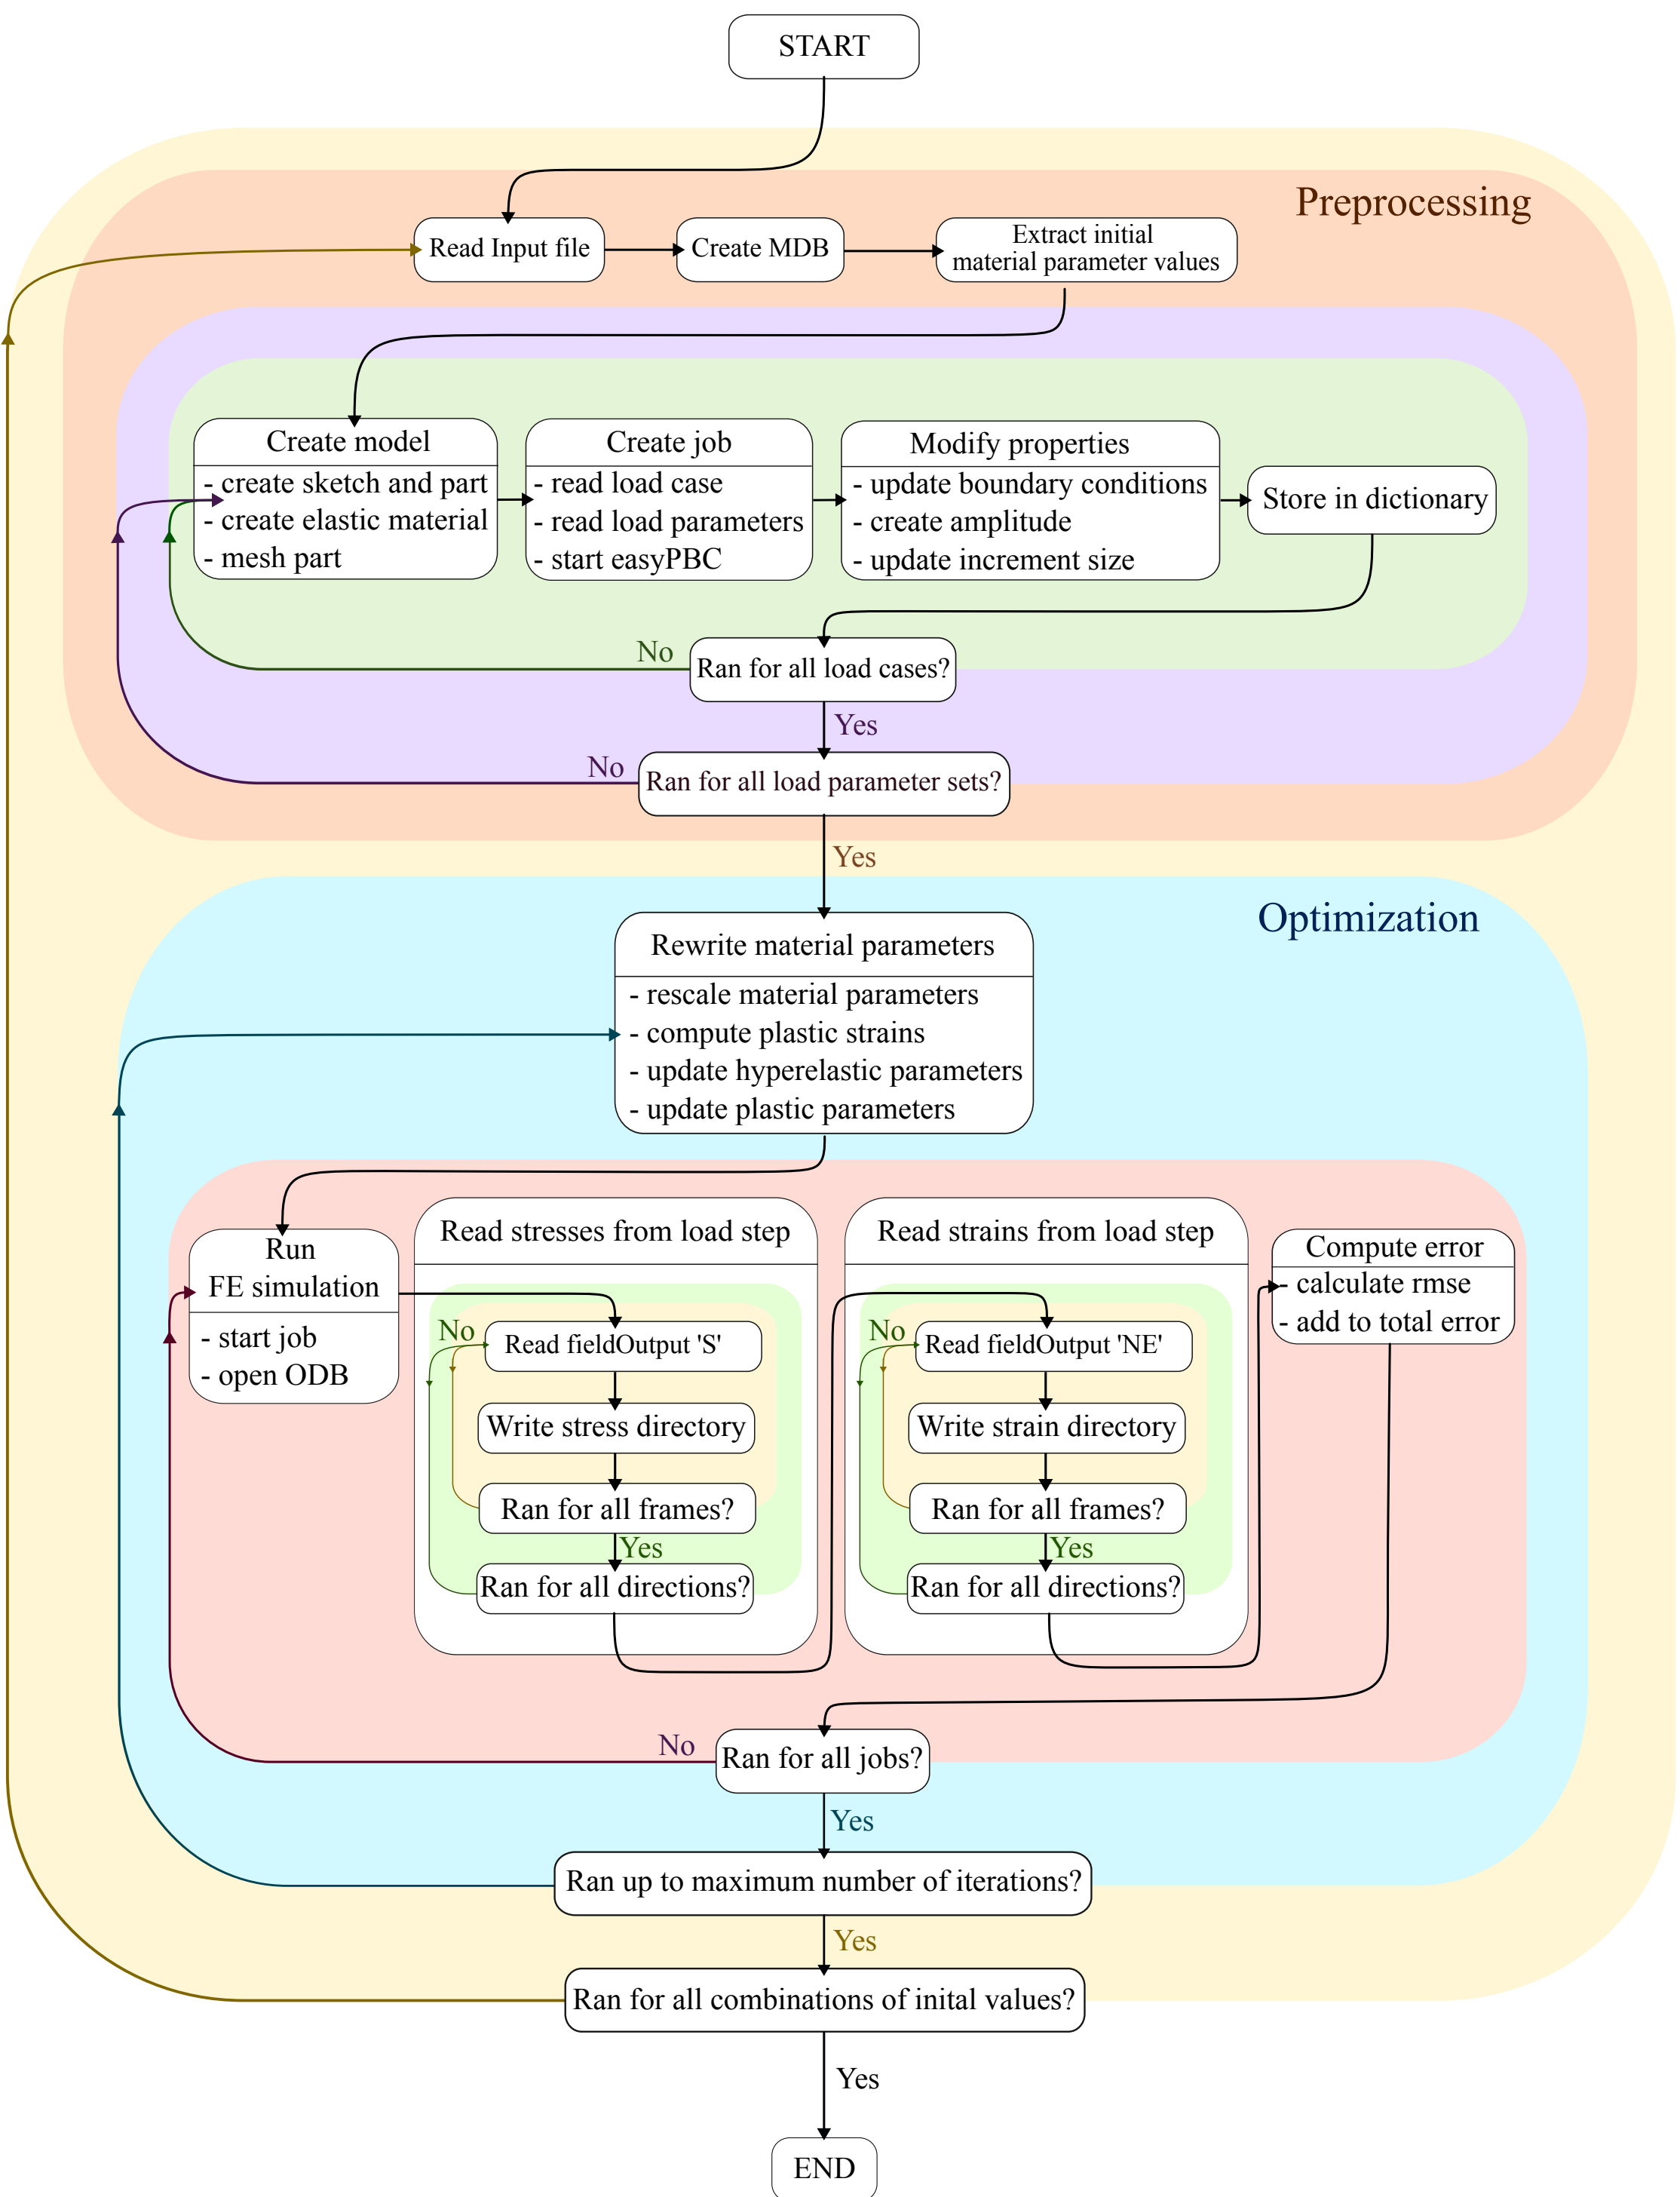 START
Preprocessing
Read Input file
Create MDB
Extract initial
material parameter values
Create model
- create sketch and part
- create elastic material
- mesh part
Create job
- read load case
- read load parameters
- start easyPBC
Modify properties
- update boundary conditions
- create amplitude
- update increment size
Store in dictionary
No
Ran for all load cases?
Yes
No
Ran for all load parameter sets?
Yes
Optimization
Rewrite material parameters
- rescale material parameters
- compute plastic strains
- update hyperelastic parameters
- update plastic parameters
Run
FE simulation
- start job
- open ODB
Read stresses from load step
No
Read fieldOutput 'S'
Write stress directory
Ran for all frames?
Yes
Ran for all directions?
Read strains from load step
No
Read fieldOutput 'NE'
Write strain directory
Ran for all frames?
Yes
Ran for all directions?
Compute error
- calculate rmse
- add to total error
No
Ran for all jobs?
Yes
Ran up to maximum number of iterations?
Yes
Ran for all combinations of inital values?
Yes
END